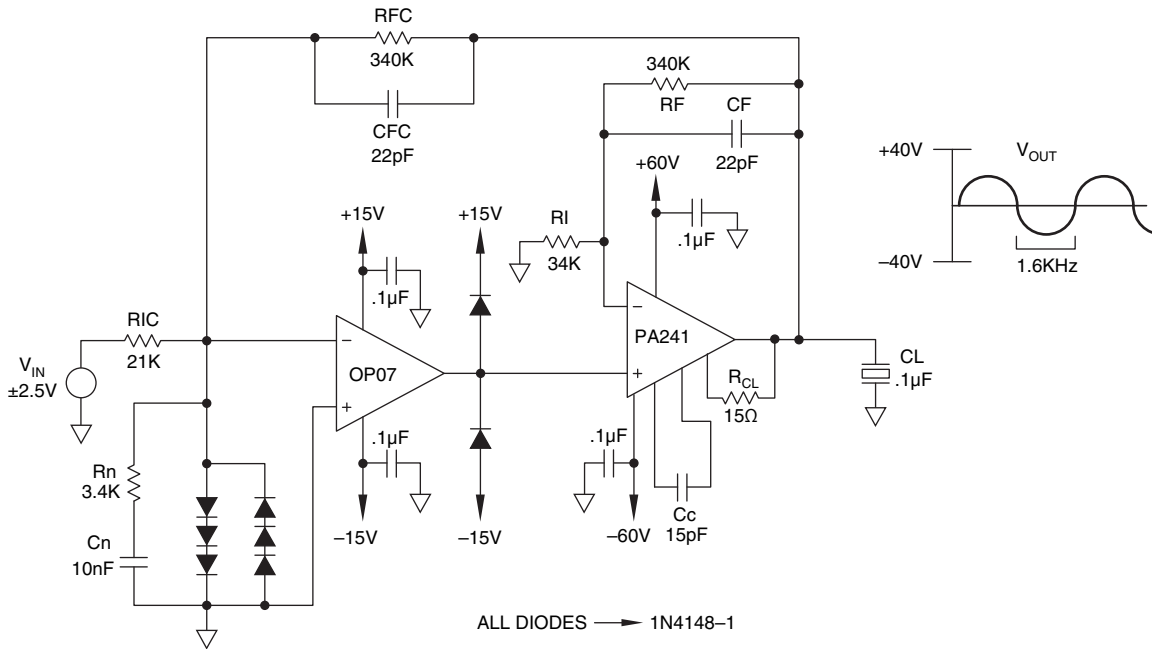 RFC
340K
CFC
22pF
340K
RF
CF
22pF
+60V
.1µF
+40V
VOUT
–40V
1.6KHz
+15V
.1µF
+15V
RI
34K
RIC
21K
VIN
±2.5V
–
OP07
+
–
PA241
+
CL
.1µF
RCL
15Ω
.1µF
–15V
–15V
.1µF
–60V
Cc
15pF
Rn
3.4K
Cn
10nF
ALL DIODES 1N4148–1